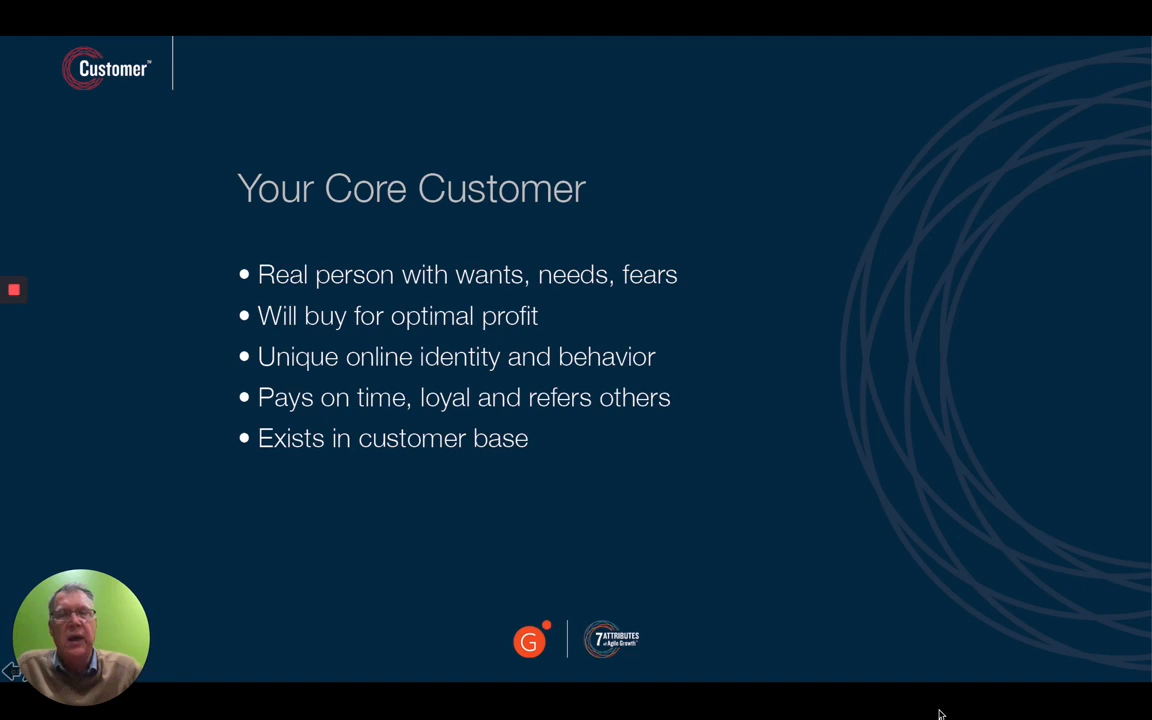 Customer™
Your Core Customer
• Real person with wants, needs, fears
• Will buy for optimal profit
• Unique online identity and behavior
• Pays on time, loyal and refers others
• Exists in customer base
G
7 ATTRIBUTES
of Agile Growth™